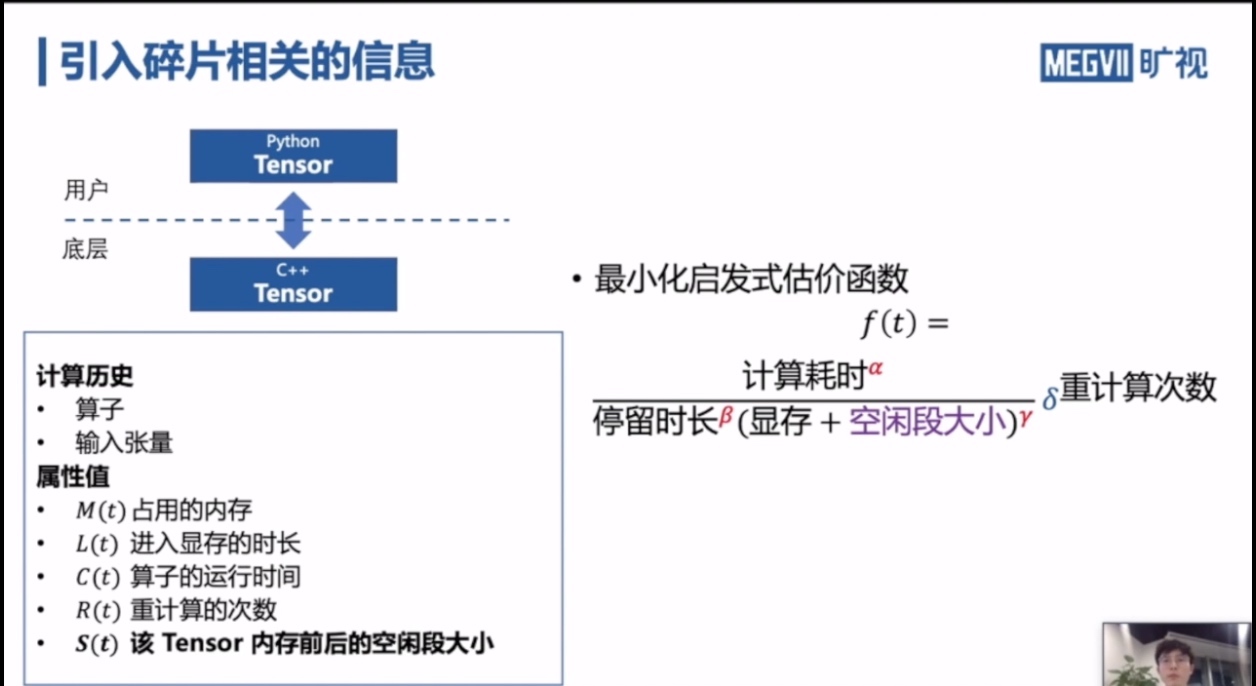 引入碎片相关的信息
MEGVII 旷视
Python
Tensor
用户
底层
C++
Tensor
计算历史
• 算子
• 输入张量
属性值
• M(t) 占用的内存
• L(t) 进入显存的时长
• C(t) 算子的运行时间
• R(t) 重计算的次数
• S(t) 该 Tensor 内存前后的空闲段大小
• 最小化启发式估价函数
f(t) =
计算耗时α
停留时长β(显存 + 空闲段大小)γ
δ重计算次数